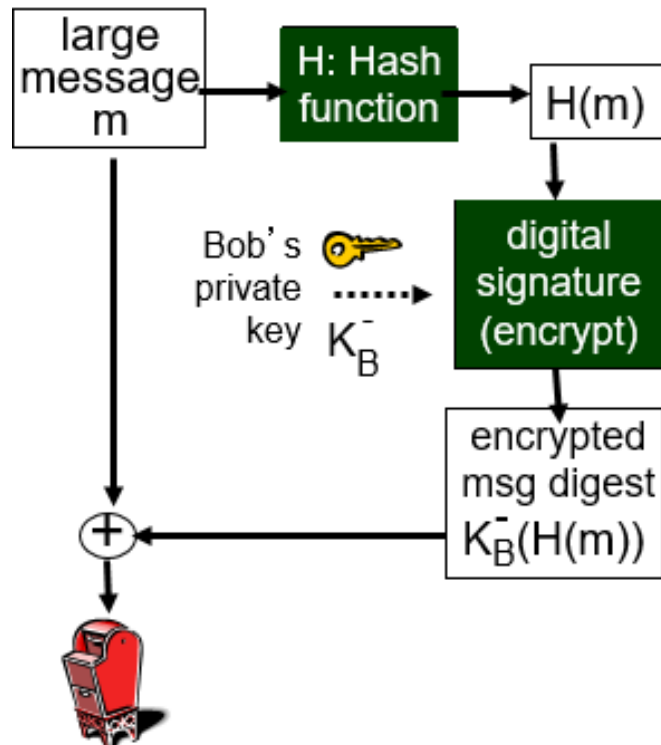 large
message
m
H: Hash
function
H(m)
Bob's
private
key
K_B^-
digital
signature
(encrypt)
encrypted
msg digest
K_B^-(H(m))
+